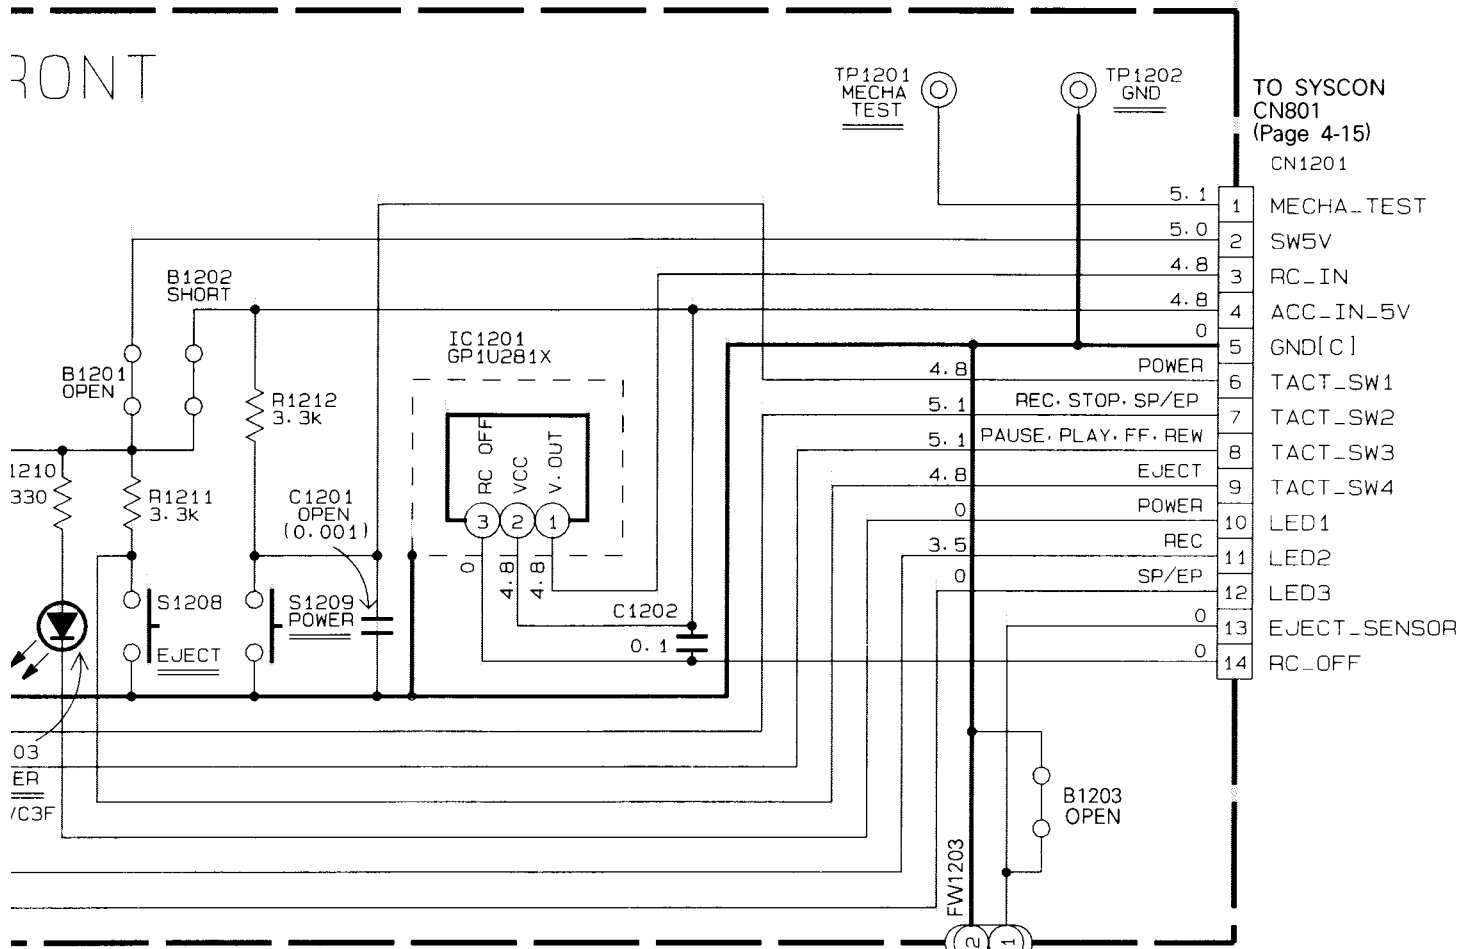 RONT
TP1201
MECHA
TEST
TP1202
GND
TO SYSCON
CN801
(Page 4-15)
CN1201
5.1
1
MECHA_TEST
5.0
2
SW5V
4.8
3
RC_IN
4.8
4
ACC_IN_5V
0
5
GND[C]
4.8
POWER
6
TACT_SW1
5.1
REC. STOP. SP/EP
7
TACT_SW2
5.1
PAUSE. PLAY. FF. REW
8
TACT_SW3
4.8
EJECT
9
TACT_SW4
0
POWER
10
LED1
3.5
REC
11
LED2
0
SP/EP
12
LED3
0
13
EJECT_SENSOR
0
14
RC_OFF
B1202
SHORT
B1201
OPEN
R1212
3.3K
IC1201
GP1U281X
RC OFF
VCC
V.OUT
3
2
1
0
4.8
4.8
1210
330
R1211
3.3K
C1201
OPEN
(0.001)
S1208
EJECT
S1209
POWER
C1202
0.1
03
ER
/C3F
B1203
OPEN
FW1203
2
1